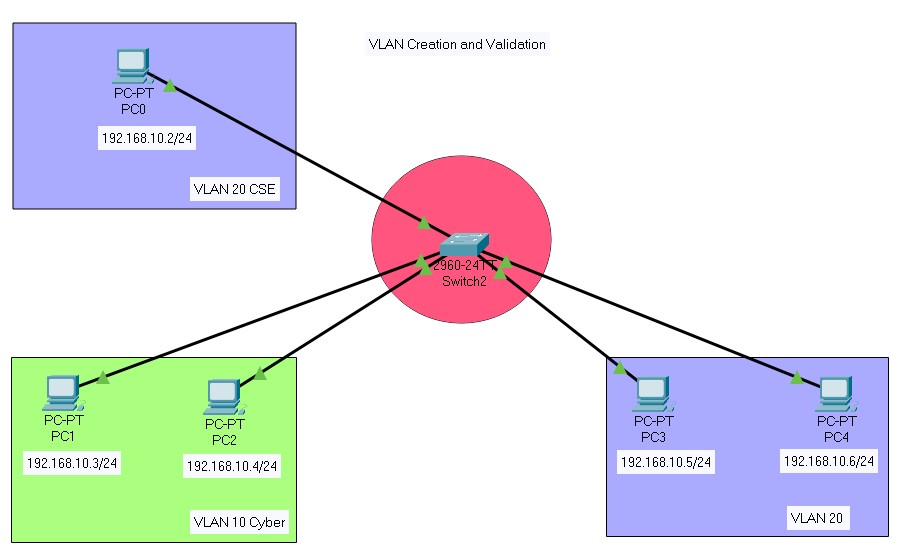 VLAN Creation and Validation
PC-PT
PC0
192.168.10.2/24
VLAN 20 CSE
2960-24TT
Switch2
PC-PT
PC1
192.168.10.3/24
PC-PT
PC2
192.168.10.4/24
VLAN 10 Cyber
PC-PT
PC3
192.168.10.5/24
PC-PT
PC4
192.168.10.6/24
VLAN 20